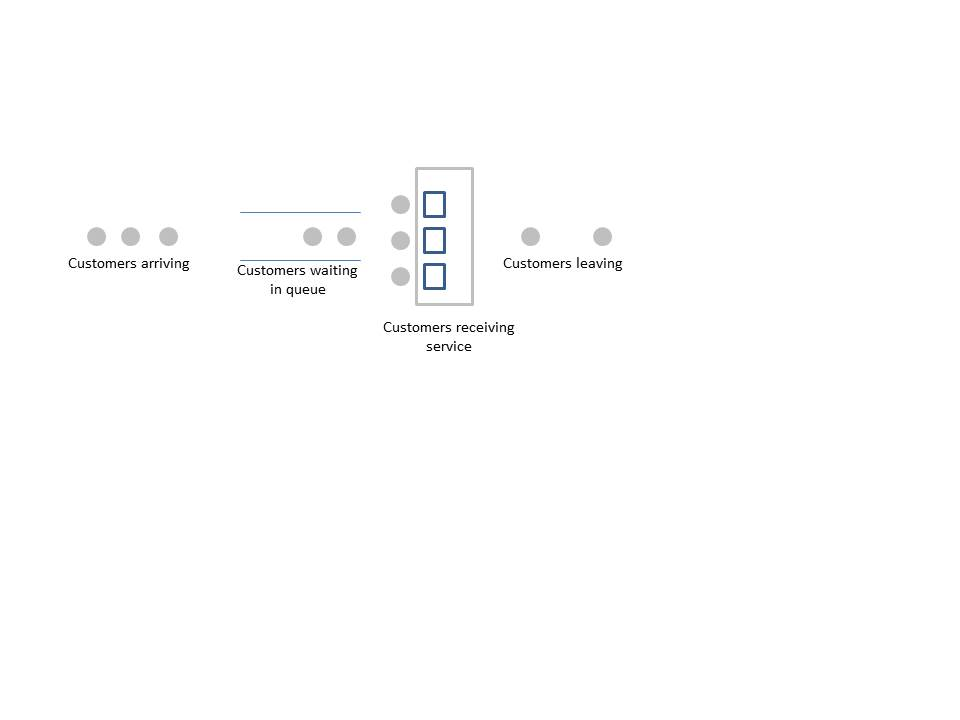 Customers arriving
Customers waiting
in queue
Customers receiving
service
Customers leaving